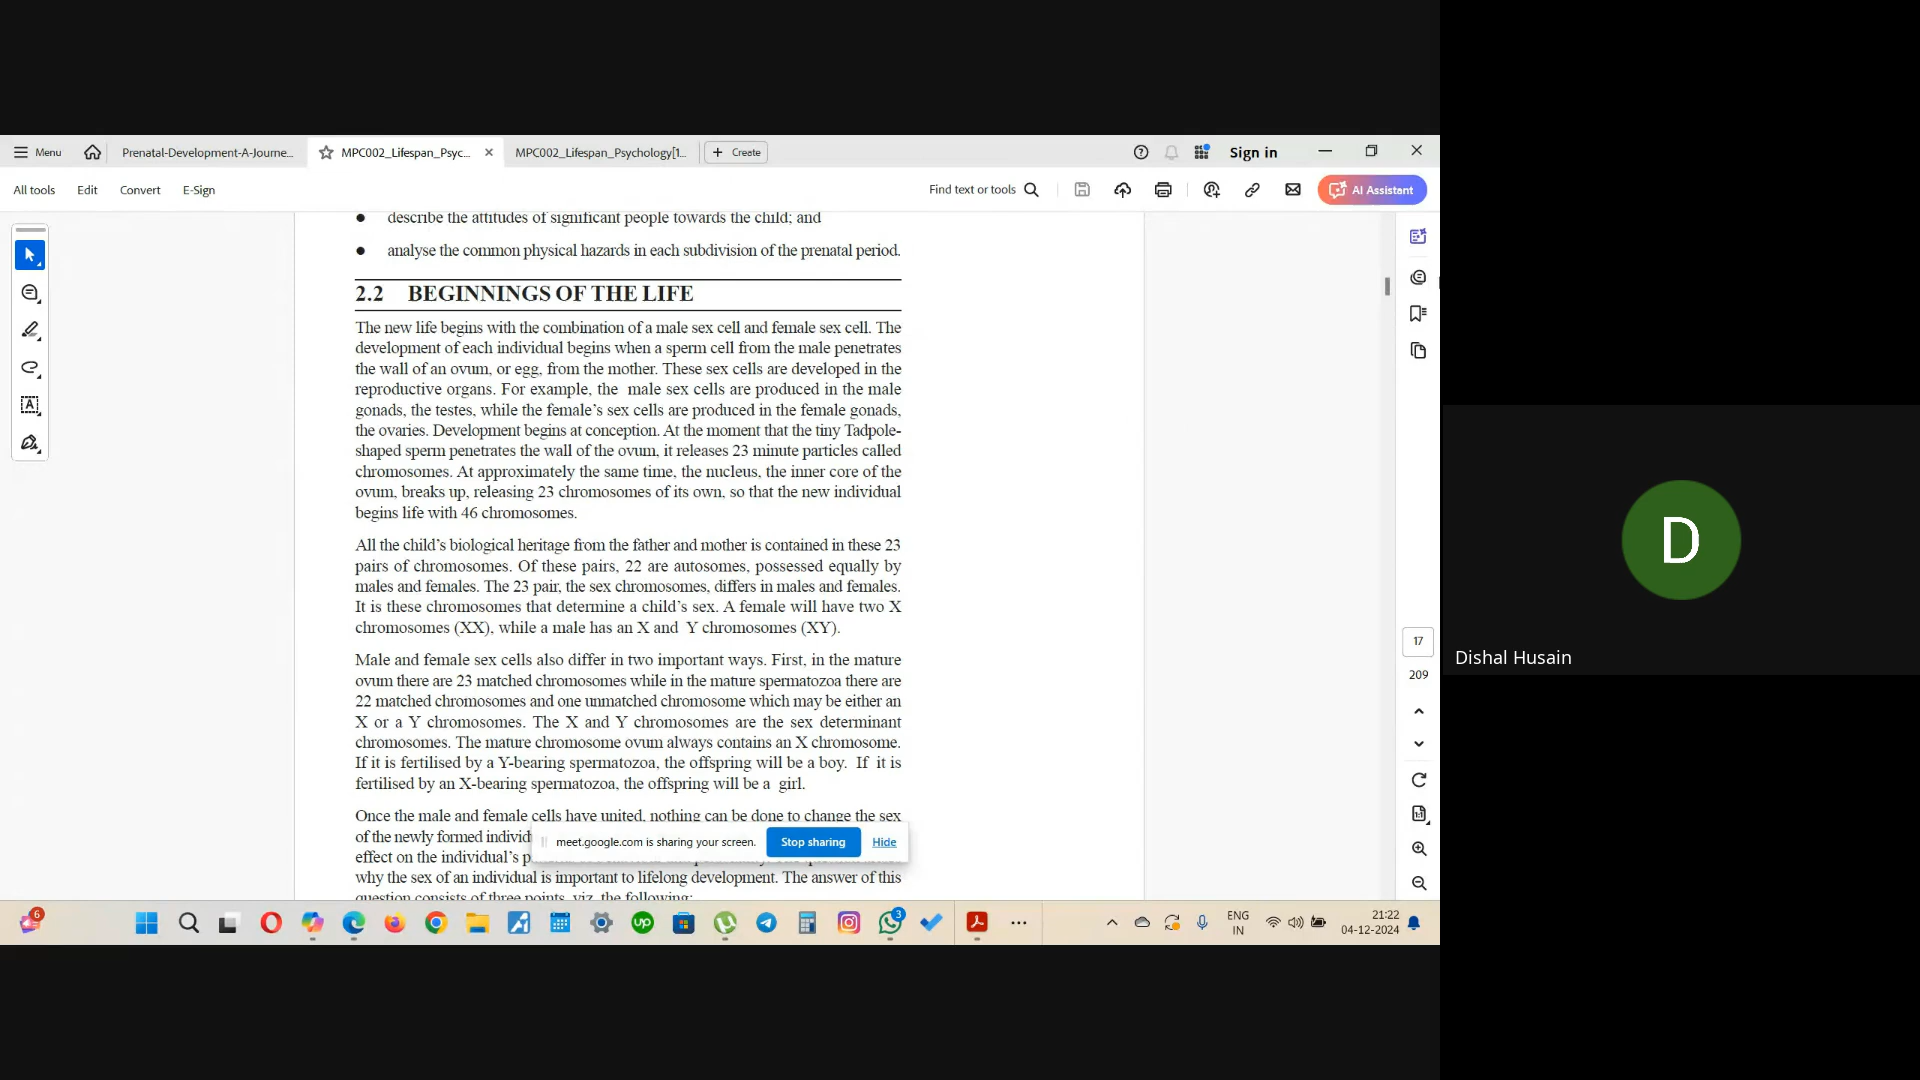 Menu
Prenatal-Development-A-Journe...
MPC002_Lifespan_Psyc...
MPC002_Lifespan_Psychology[1...
+ Create
Sign in
All tools
Edit
Convert
E-Sign
Find text or tools
AI Assistant
● describe the attitudes of significant people towards the child; and
● analyse the common physical hazards in each subdivision of the prenatal period.
2.2 BEGINNINGS OF THE LIFE
The new life begins with the combination of a male sex cell and female sex cell. The
development of each individual begins when a sperm cell from the male penetrates
the wall of an ovum, or egg, from the mother. These sex cells are developed in the
reproductive organs. For example, the male sex cells are produced in the male
gonads, the testes, while the female's sex cells are produced in the female gonads,
the ovaries. Development begins at conception. At the moment that the tiny Tadpole-
shaped sperm penetrates the wall of the ovum, it releases 23 minute particles called
chromosomes. At approximately the same time, the nucleus, the inner core of the
ovum, breaks up, releasing 23 chromosomes of its own, so that the new individual
begins life with 46 chromosomes.
All the child's biological heritage from the father and mother is contained in these 23
pairs of chromosomes. Of these pairs, 22 are autosomes, possessed equally by
males and females. The 23 pair, the sex chromosomes, differs in males and females.
It is these chromosomes that determine a child's sex. A female will have two X
chromosomes (XX), while a male has an X and Y chromosomes (XY).
Male and female sex cells also differ in two important ways. First, in the mature
ovum there are 23 matched chromosomes while in the mature spermatozoa there are
22 matched chromosomes and one unmatched chromosome which may be either an
X or a Y chromosomes. The X and Y chromosomes are the sex determinant
chromosomes. The mature chromosome ovum always contains an X chromosome.
If it is fertilised by a Y-bearing spermatozoa, the offspring will be a boy. If it is
fertilised by an X-bearing spermatozoa, the offspring will be a girl.
Once the male and female cells have united, nothing can be done to change the sex
of the newly formed
effect on the individual's
why the sex of an individual is important to lifelong development. The answer of this
question consists of three points, viz. the following:
meet.google.com is sharing your screen.
Stop sharing
Hide
17
209
D
Dishal Husain
6
up
3
ENG
IN
21:22
04-12-2024